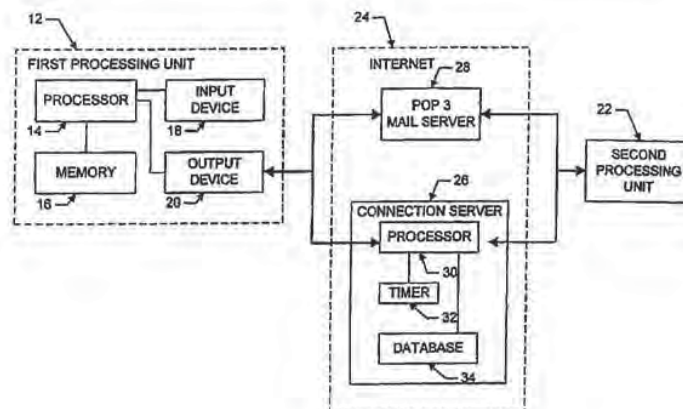 12
FIRST PROCESSING UNIT
PROCESSOR
14
INPUT
DEVICE
18
MEMORY
16
OUTPUT
DEVICE
20
24
INTERNET
28
POP 3
MAIL SERVER
26
CONNECTION SERVER
PROCESSOR
30
TIMER
32
DATABASE
34
22
SECOND
PROCESSING
UNIT